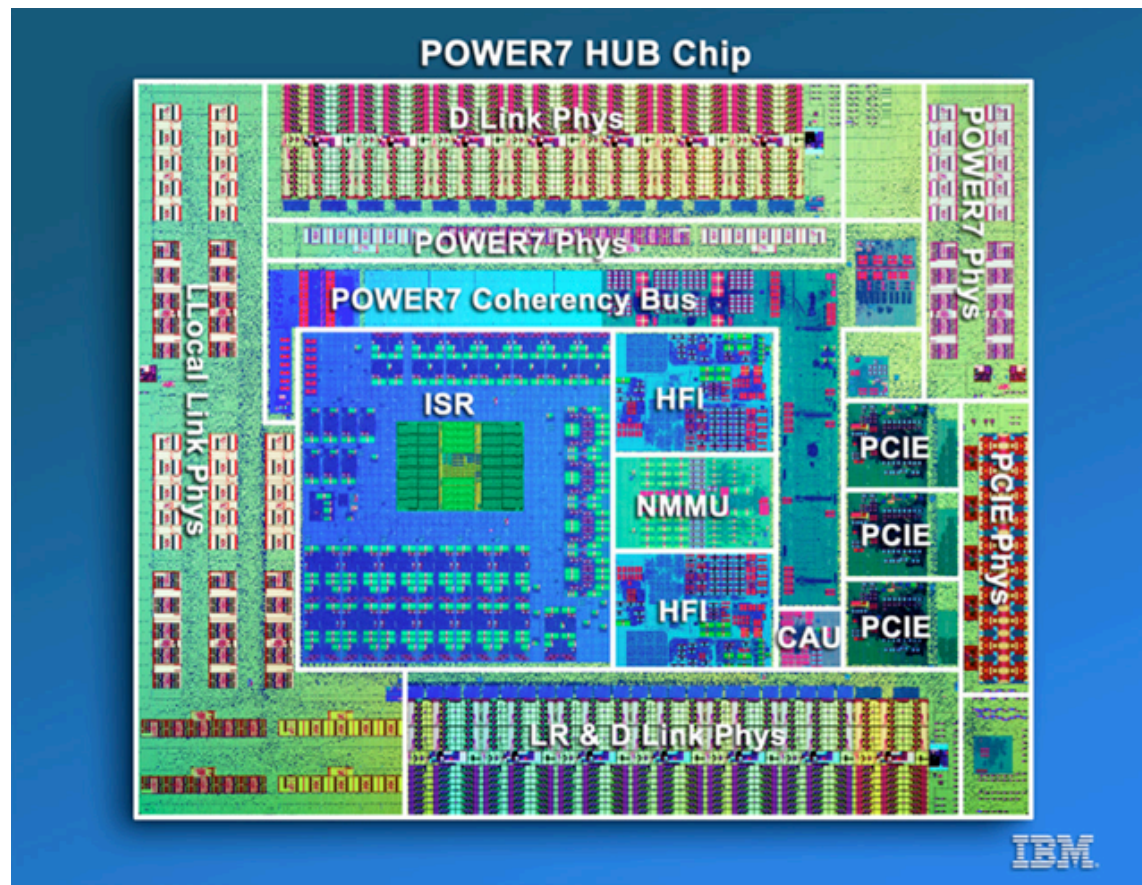 POWER7 HUB Chip
D Link Phys
POWER7 Phys
POWER7 Phys
POWER7 Coherency Bus
LLocal Link Phys
ISR
HFI
PCIE
NMMU
PCIE
PCIE Phys
HFI
CAU
PCIE
LR & D Link Phys
IBM.